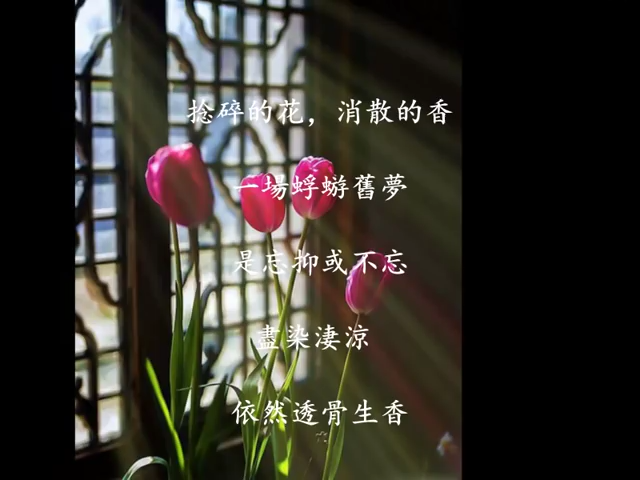 捻碎的花，消散的香
一場蜉蝣舊夢
是忘抑或不忘
盡染淒涼
依然透骨生香